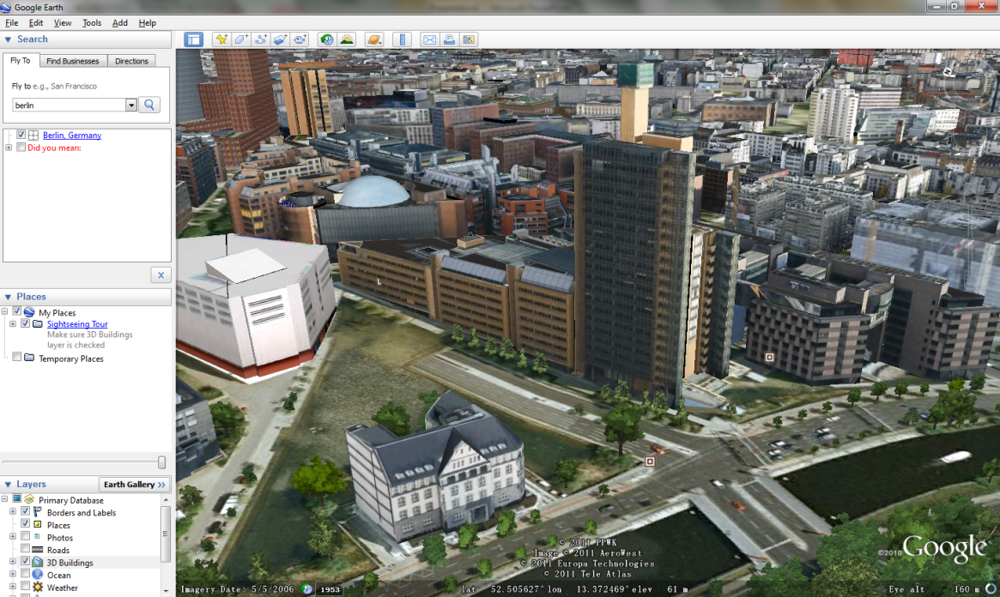 Google Earth
File Edit View Tools Add Help
Search
Fly To Find Businesses Directions
Fly to e.g., San Francisco
berlin
Berlin, Germany
Did you mean:
Places
My Places
Sightseeing Tour
Make sure 3D Buildings
layer is checked
Temporary Places
Layers
Earth Gallery >>
Primary Database
Borders and Labels
Places
Photos
Roads
3D Buildings
Ocean
Weather
© 2011 PPWK
Image © 2011 AeroWest
© 2011 Europa Technologies
© 2011 Tele Atlas
©2010 Google
Imagery Date: 5/5/2006 1953 lat 52.505627° lon 13.372469° elev 61 m Eye alt 160 m